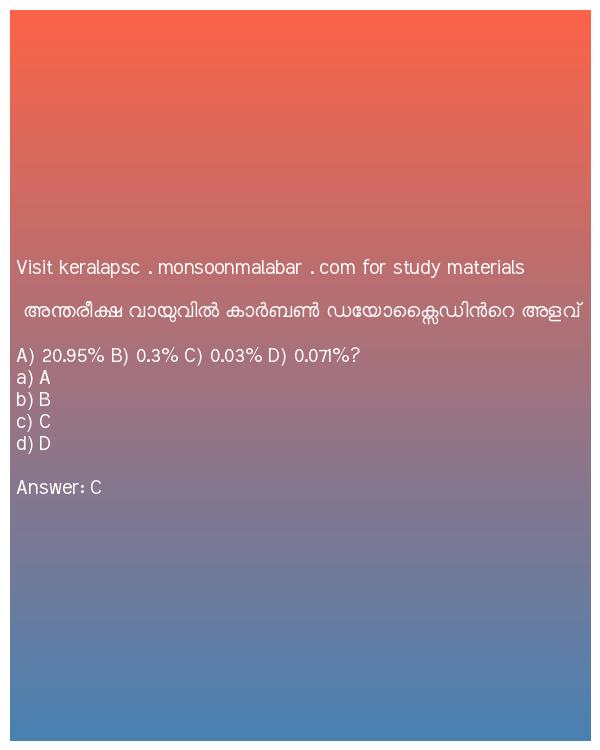 Visit keralapsc . monsoonmalabar . com for study materials
അന്തരീക്ഷ വായുവിൽ കാർബൺ ഡയോക്സൈഡിൻറെ അളവ്
A) 20.95% B) 0.3% C) 0.03% D) 0.071%?
a) A
b) B
c) C
d) D
Answer: C